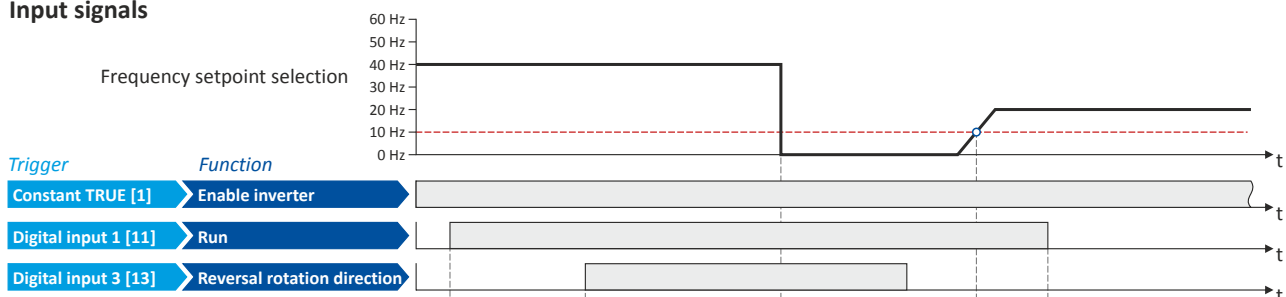 Input signals
60 Hz
50 Hz
40 Hz
30 Hz
20 Hz
10 Hz
0 Hz
Frequency setpoint selection
t
Trigger Function
Constant TRUE [1] Enable inverter
t
Digital input 1 [11] Run
t
Digital input 3 [13] Reversal rotation direction
t